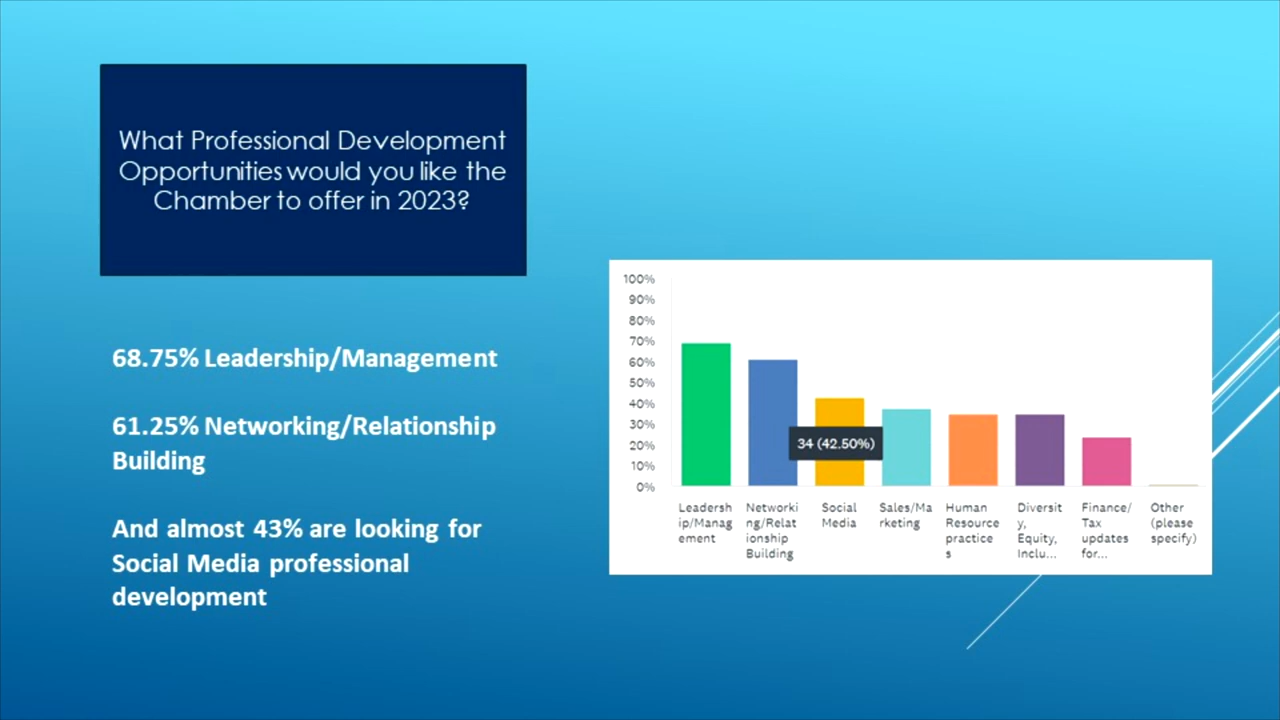 What Professional Development
Opportunities would you like the
Chamber to offer in 2023?
68.75% Leadership/Management
61.25% Networking/Relationship
Building
And almost 43% are looking for
Social Media professional
development
100%
90%
80%
70%
60%
50%
40%
30%
20%
10%
0%
34 (42.50%)
Leadersh
ip/Manag
ement
Networki
ng/Relat
ionship
Building
Social
Media
Sales/Ma
rketing
Human
Resource
practice
s
Diversit
y,
Equity,
Inclu...
Finance/
Tax
updates
for...
Other
(please
specify)